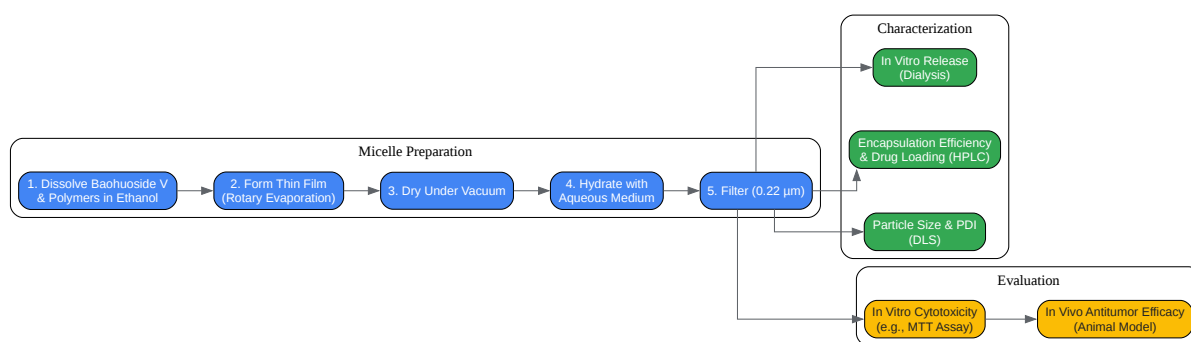 Micelle Preparation
1. Dissolve Baohuoside V
& Polymers in Ethanol
2. Form Thin Film
(Rotary Evaporation)
3. Dry Under Vacuum
4. Hydrate with
Aqueous Medium
5. Filter (0.22 µm)
Characterization
In Vitro Release
(Dialysis)
Encapsulation Efficiency
& Drug Loading (HPLC)
Particle Size & PDI
(DLS)
Evaluation
In Vitro Cytotoxicity
(e.g., MTT Assay)
In Vivo Antitumor Efficacy
(Animal Model)